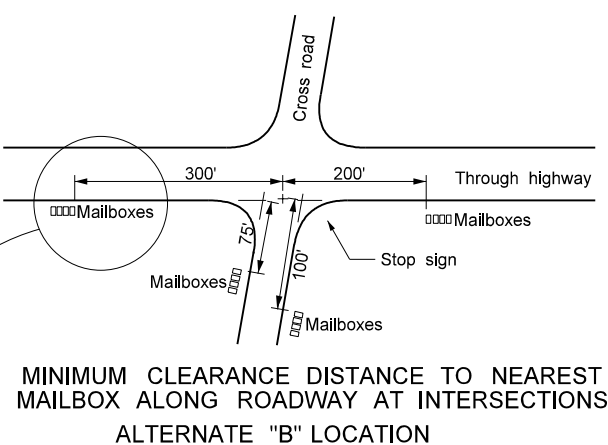 Cross road
300'
200'
Through highway
Mailboxes
Mailboxes
75'
100'
Stop sign
Mailboxes
Mailboxes
MINIMUM CLEARANCE DISTANCE TO NEAREST
MAILBOX ALONG ROADWAY AT INTERSECTIONS
ALTERNATE "B" LOCATION